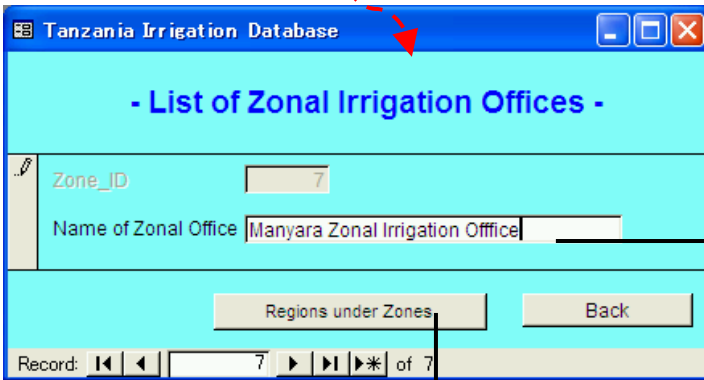 Tanzania Irrigation Database
- List of Zonal Irrigation Offices -
Zone_ID 7
Name of Zonal Office Manyara Zonal Irrigation Offfice
Regions under Zones Back
Record: 7 of 7